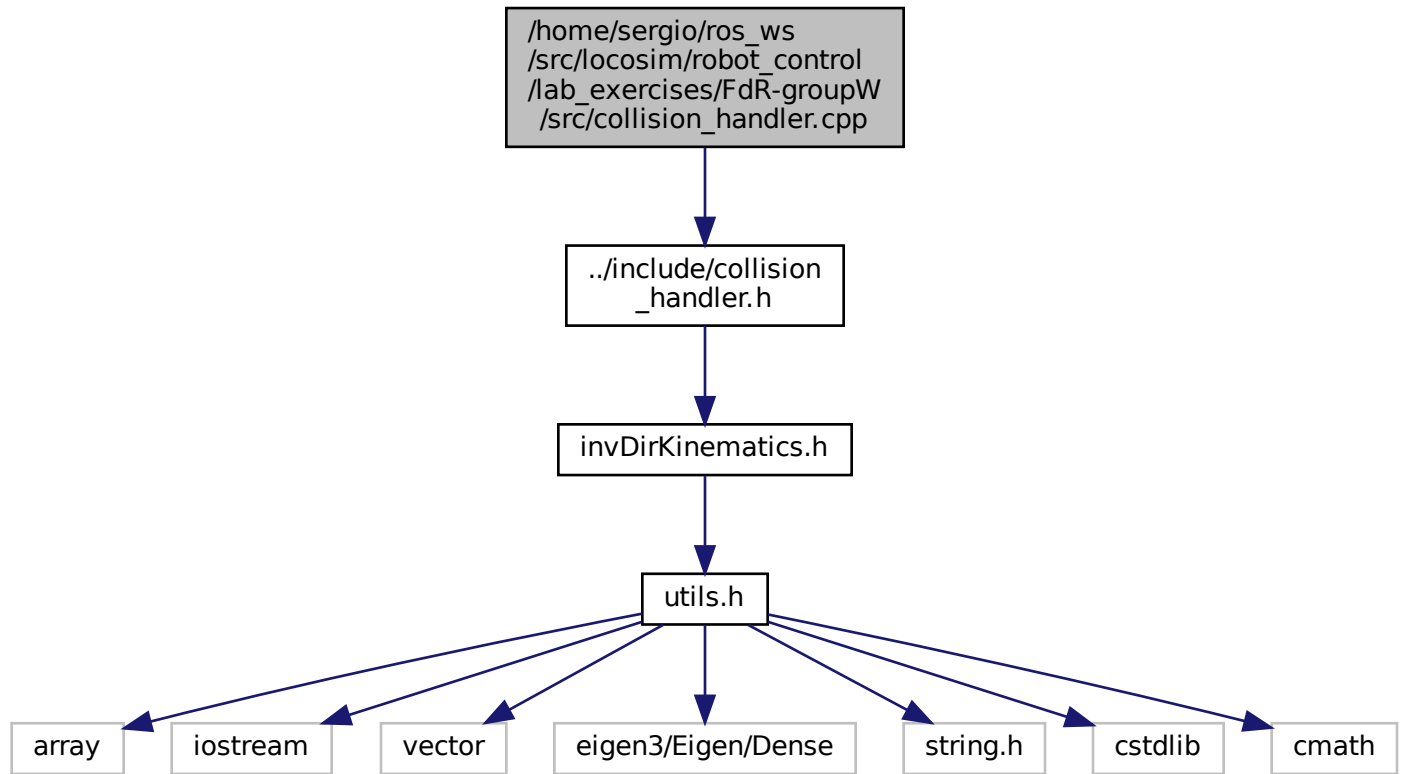 /home/sergio/ros_ws
/src/locosim/robot_control
/lab_exercises/FdR-groupW
/src/collision_handler.cpp
../include/collision
_handler.h
invDirKinematics.h
utils.h
array
iostream
vector
eigen3/Eigen/Dense
string.h
cstdlib
cmath